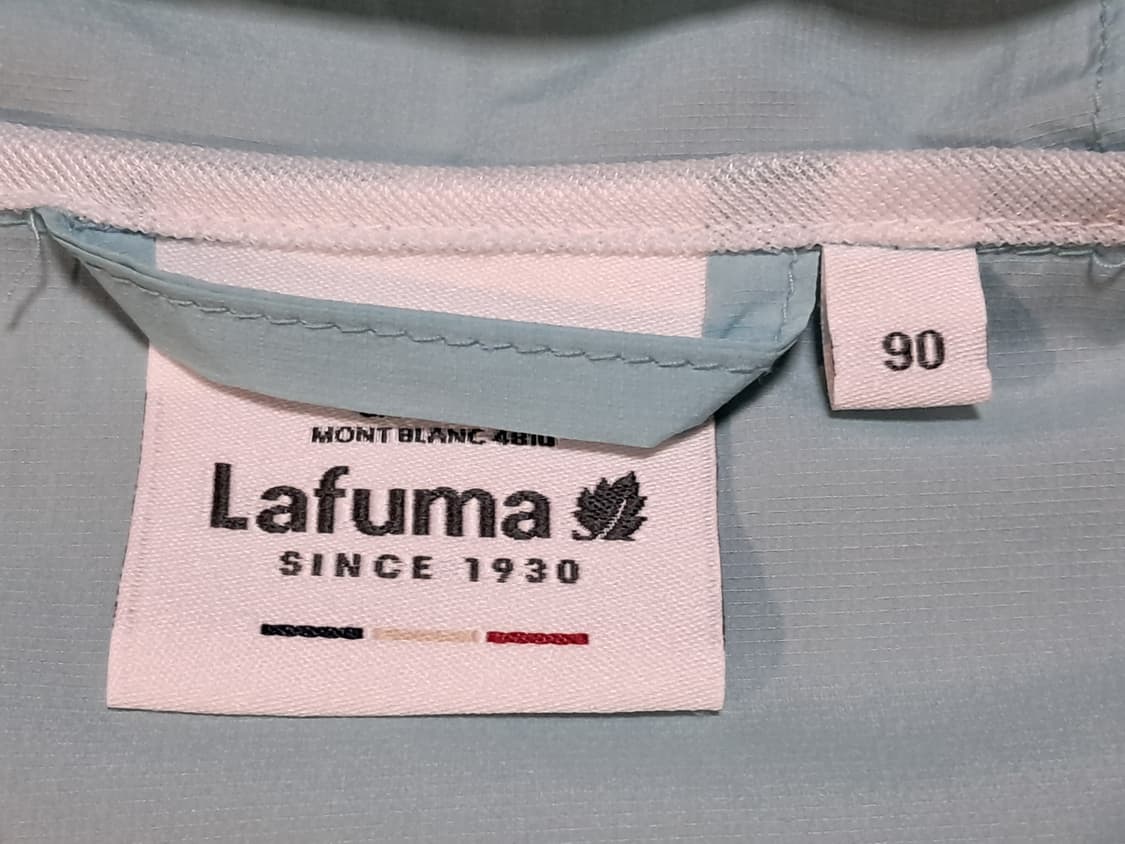 MONT BLANC 4810
Lafuma
SINCE 1930
90